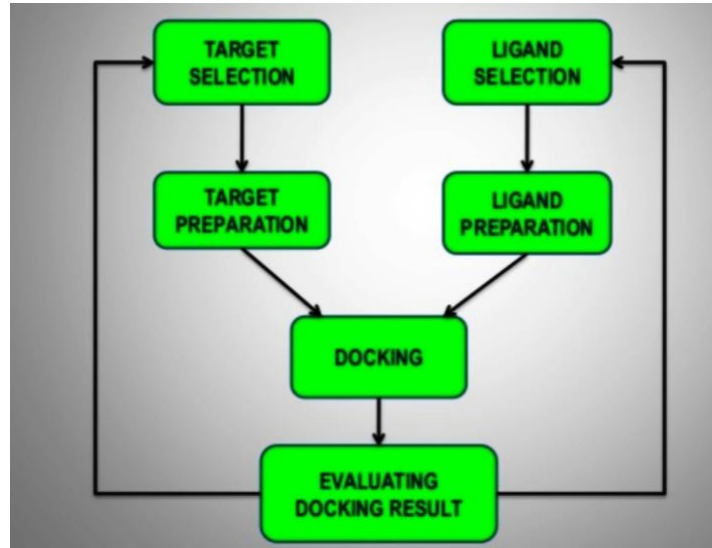 TARGET
SELECTION
LIGAND
SELECTION
TARGET
PREPARATION
LIGAND
PREPARATION
DOCKING
EVALUATING
DOCKING RESULT